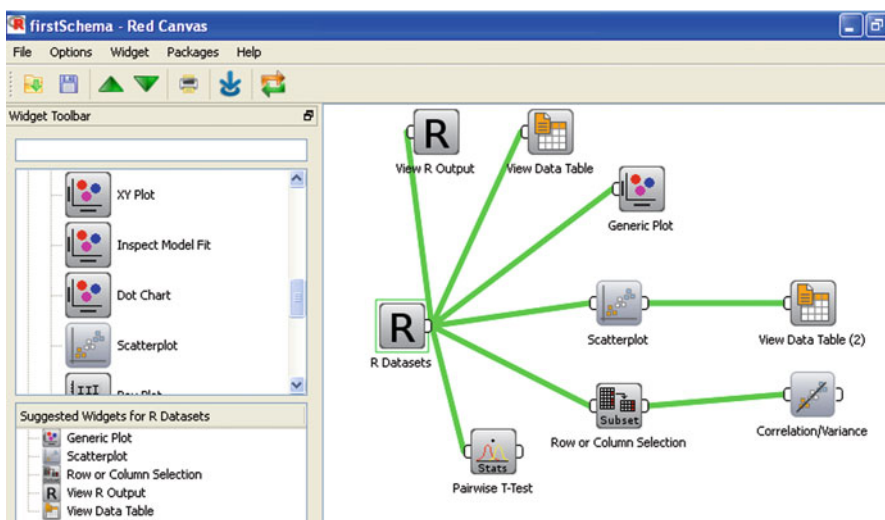 firstSchema - Red Canvas
File Options Widget Packages Help
Widget Toolbar
XY Plot
Inspect Model Fit
Dot Chart
Scatterplot
Suggested Widgets for R Datasets
Generic Plot
Scatterplot
Row or Column Selection
R View R Output
View Data Table
R
View R Output
View Data Table
Generic Plot
R
R Datasets
Scatterplot
View Data Table (2)
Subset
Row or Column Selection
Correlation/Variance
Stats
Pairwise T-Test